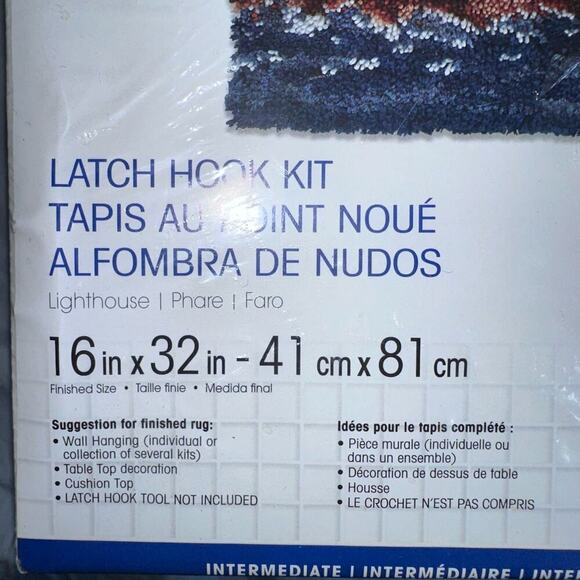 LATCH HOOK KIT
TAPIS AU POINT NOUÉ
ALFOMBRA DE NUDOS
Lighthouse | Phare | Faro
16 in x 32 in - 41 cm x 81 cm
Finished Size • Taille finie • Medida final
Suggestion for finished rug:
• Wall Hanging (individual or
collection of several kits)
• Table Top decoration
• Cushion Top
• LATCH HOOK TOOL NOT INCLUDED
Idées pour le tapis complété :
• Pièce murale (individuelle ou
dans un ensemble)
• Décoration de dessus de table
• Housse
• LE CROCHET N'EST PAS COMPRIS
INTERMEDIATE | INTERMÉDIAIRE |